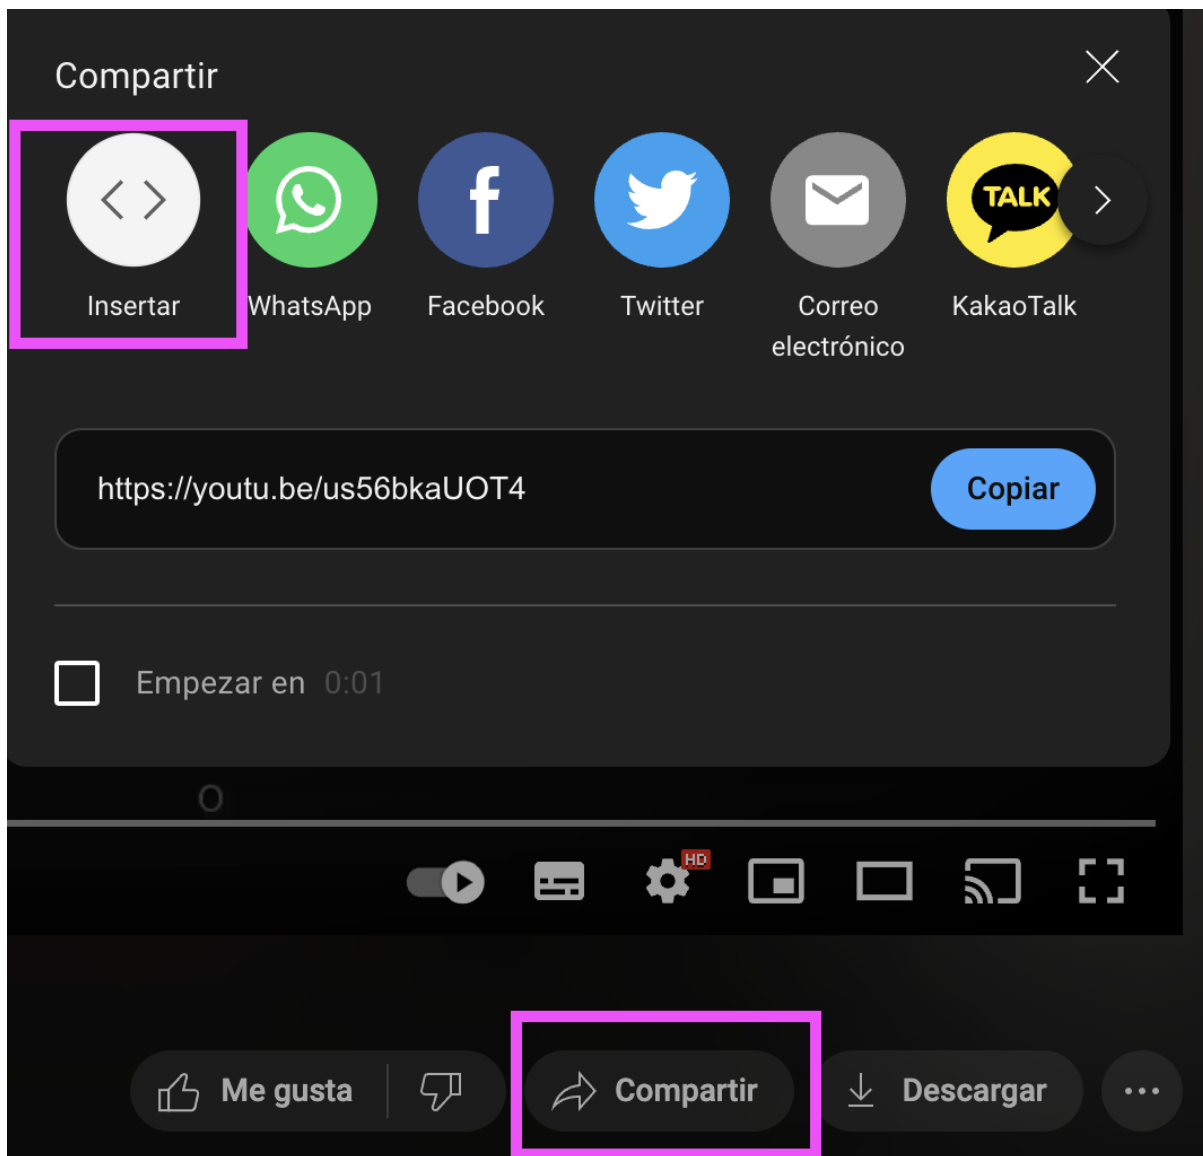 Compartir
TALK
Insertar
WhatsApp
Facebook
Twitter
Correo
electrónico
KakaoTalk
https://youtu.be/us56bkaUOT4
Copiar
Empezar en 0:01
HD
Me gusta
Compartir
Descargar